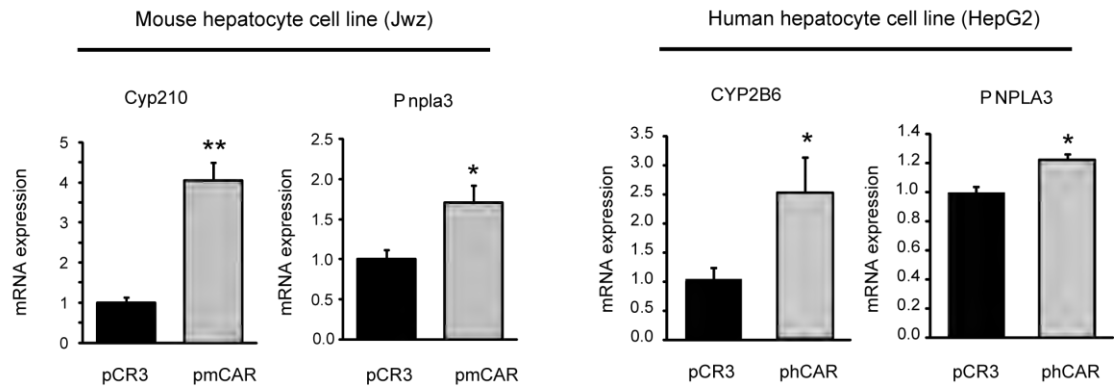 Mouse hepatocyte cell line (Jwz)
Human hepatocyte cell line (HepG2)
Cyp210
mRNA expression
5
4
3
2
1
0
**
pCR3 pmCAR
Pnpla3
mRNA expression
2.5
2.0
1.5
1.0
0.5
0.0
*
pCR3 pmCAR
CYP2B6
mRNA expression
3.5
3.0
2.5
2.0
1.5
1.0
0.5
0.0
*
pCR3 phCAR
PNPLA3
mRNA expression
1.4
1.2
1.0
0.8
0.6
0.4
0.2
0.0
*
pCR3 phCAR